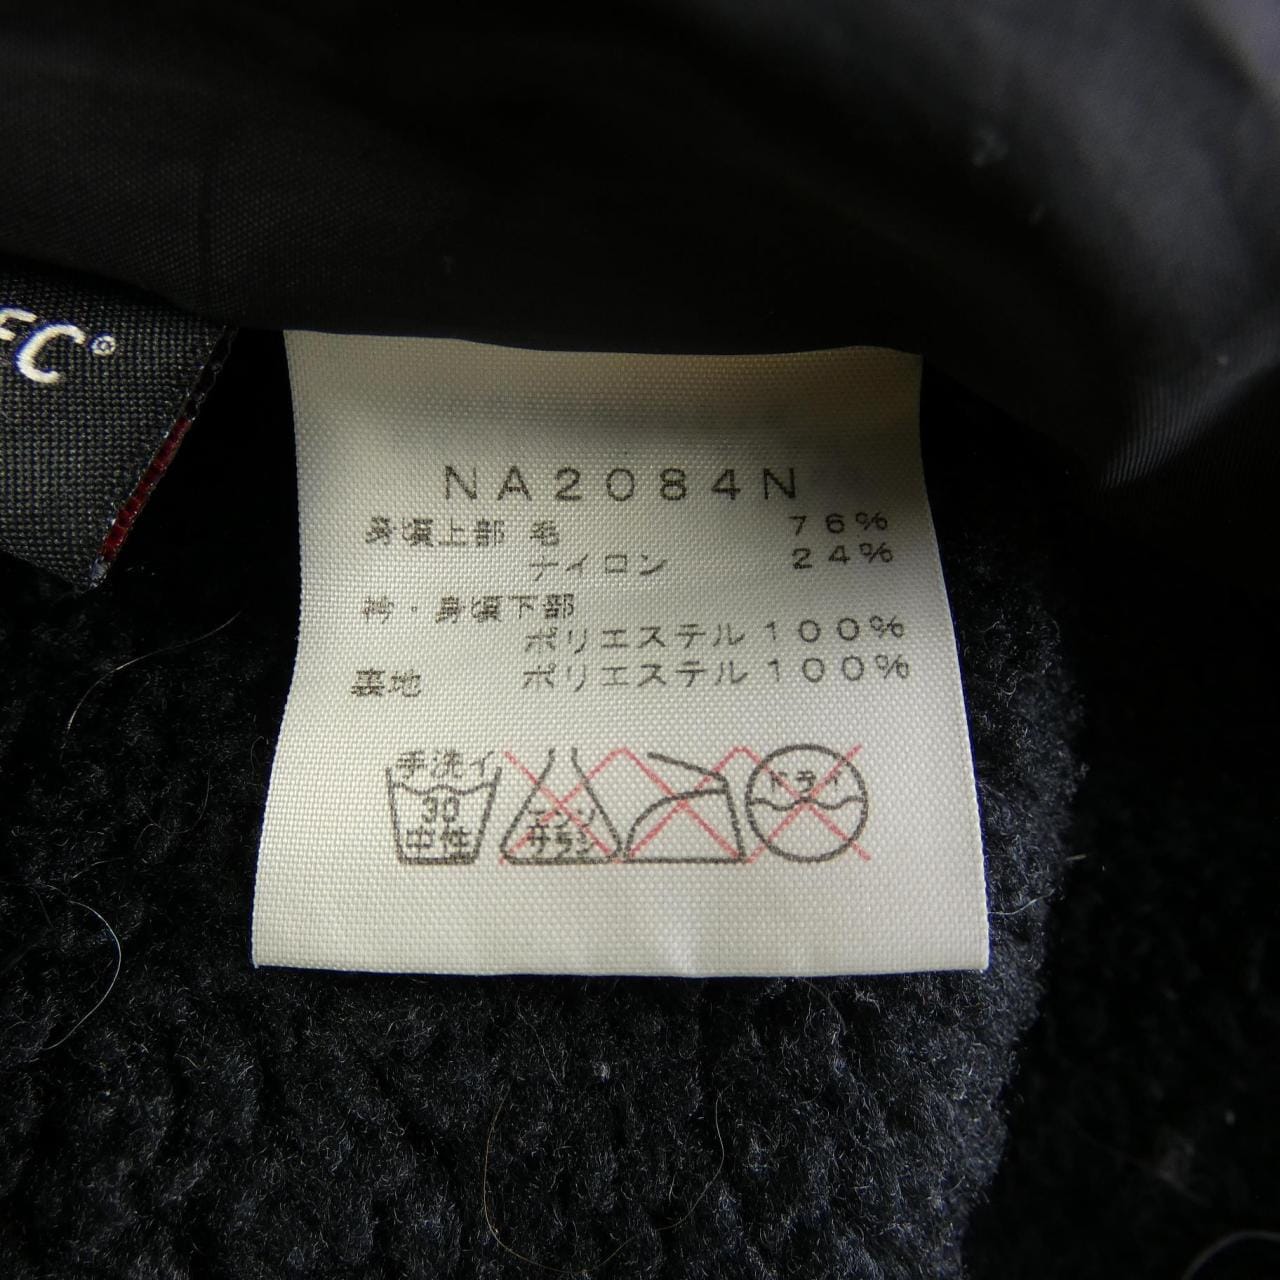 FC®
NA2084N
身頃上部 毛 76%
ナイロン 24%
衿・身頃下部
ポリエステル100%
裏地 ポリエステル100%
手洗イ
30
中性
エンソ
サラシ
ドライ